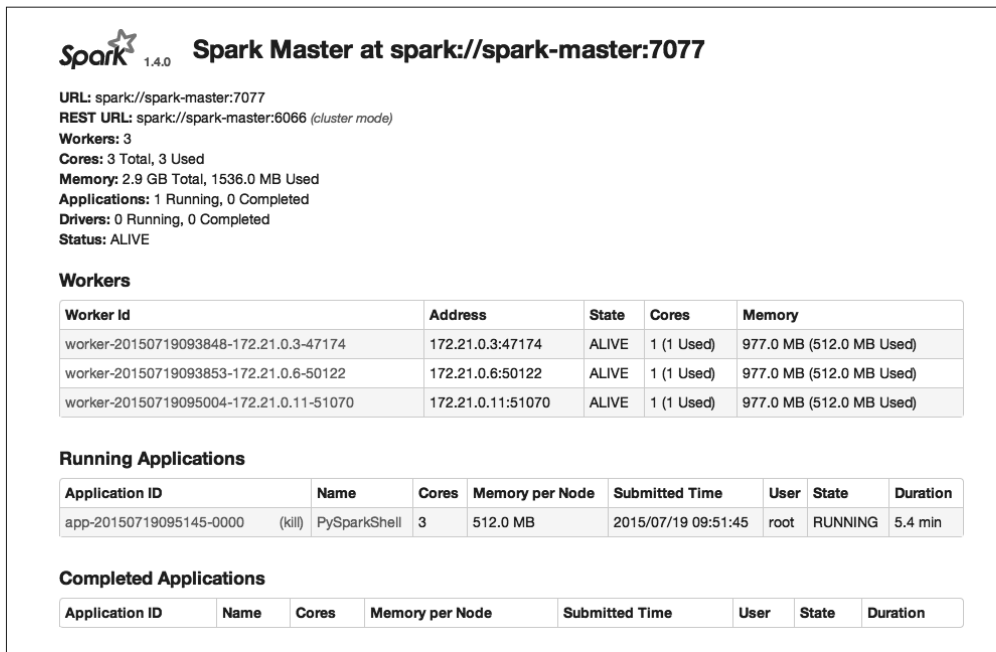 Spark 1.4.0 Spark Master at spark://spark-master:7077
URL: spark://spark-master:7077
REST URL: spark://spark-master:6066 (cluster mode)
Workers: 3
Cores: 3 Total, 3 Used
Memory: 2.9 GB Total, 1536.0 MB Used
Applications: 1 Running, 0 Completed
Drivers: 0 Running, 0 Completed
Status: ALIVE
Workers
Worker Id Address State Cores Memory
worker-20150719093848-172.21.0.3-47174 172.21.0.3:47174 ALIVE 1 (1 Used) 977.0 MB (512.0 MB Used)
worker-20150719093853-172.21.0.6-50122 172.21.0.6:50122 ALIVE 1 (1 Used) 977.0 MB (512.0 MB Used)
worker-20150719095004-172.21.0.11-51070 172.21.0.11:51070 ALIVE 1 (1 Used) 977.0 MB (512.0 MB Used)
Running Applications
Application ID Name Cores Memory per Node Submitted Time User State Duration
app-20150719095145-0000 (kill) PySparkShell 3 512.0 MB 2015/07/19 09:51:45 root RUNNING 5.4 min
Completed Applications
Application ID Name Cores Memory per Node Submitted Time User State Duration